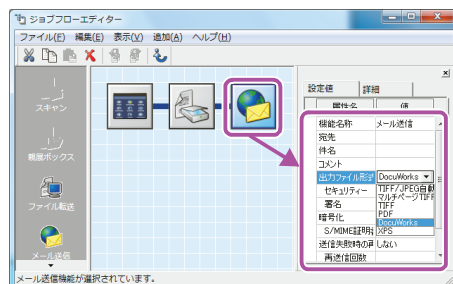 ジョブフローエディター
ファイル(F) 編集(E) 表示(V) 追加(A) ヘルプ(H)
スキャン
親展ボックス
ファイル転送
メール送信
設定値 詳細
属性名 値
機能名称 メール送信
宛先
件名
コメント
出力ファイル形式 DocuWorks
セキュリティー TIFF/JPEG自動
マルチページTIFF
署名 TIFF
暗号化 PDF
DocuWorks
S/MIME証明 XPS
送信失敗時の再 しない
再送信回数
メール送信機能が選択されています。